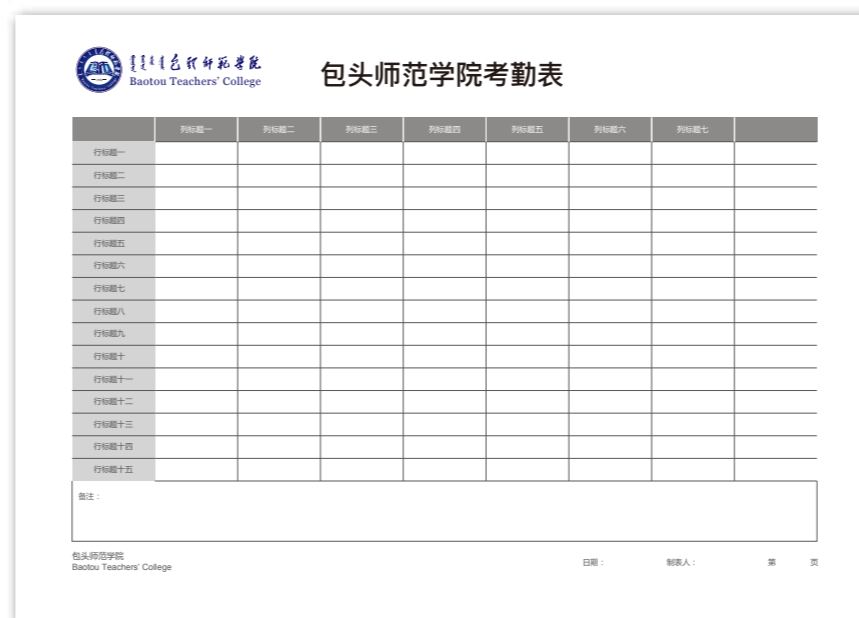 包头师范学院
Baotou Teachers' College
包头师范学院考勤表
列标题一 列标题二 列标题三 列标题四 列标题五 列标题六 列标题七
行标题一
行标题二
行标题三
行标题四
行标题五
行标题六
行标题七
行标题八
行标题九
行标题十
行标题十一
行标题十二
行标题十三
行标题十四
行标题十五
备注：
包头师范学院
Baotou Teachers' College
日期： 制表人： 第 页